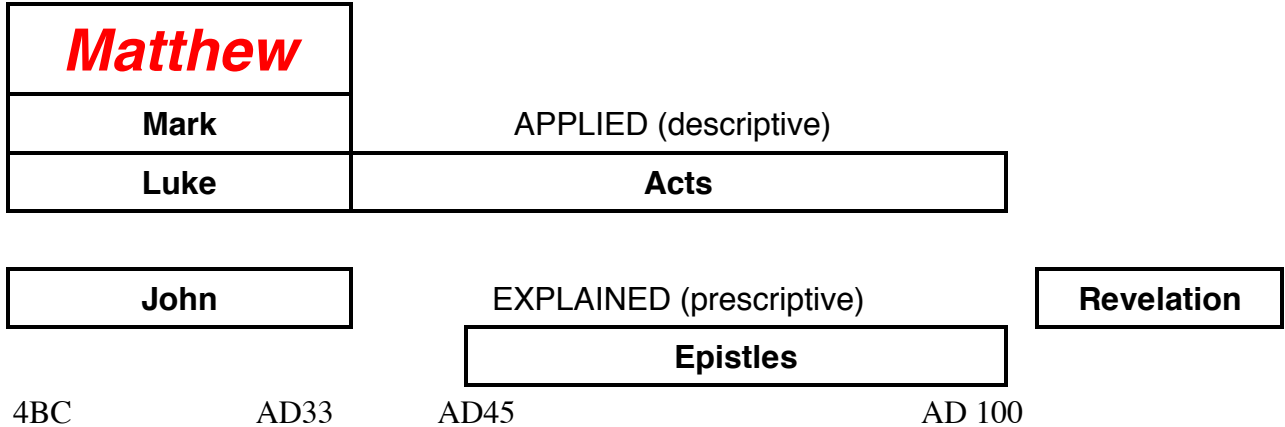 Matthew
Mark APPLIED (descriptive)
Luke Acts
John EXPLAINED (prescriptive) Revelation
Epistles
4BC AD33 AD45 AD 100